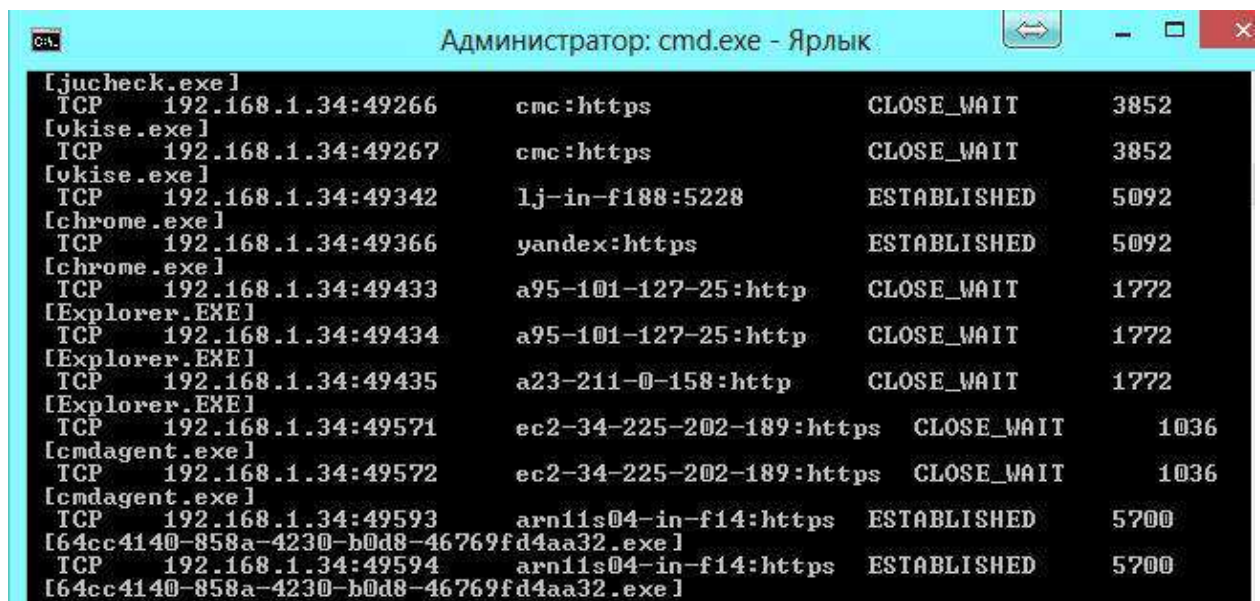 Администратор: cmd.exe - Ярлык
[jucheck.exe]
TCP 192.168.1.34:49266 cmc:https CLOSE_WAIT 3852
[vkise.exe]
TCP 192.168.1.34:49267 cmc:https CLOSE_WAIT 3852
[vkise.exe]
TCP 192.168.1.34:49342 lj-in-f188:5228 ESTABLISHED 5092
[chrome.exe]
TCP 192.168.1.34:49366 yandex:https ESTABLISHED 5092
[chrome.exe]
TCP 192.168.1.34:49433 a95-101-127-25:http CLOSE_WAIT 1772
[Explorer.EXE]
TCP 192.168.1.34:49434 a95-101-127-25:http CLOSE_WAIT 1772
[Explorer.EXE]
TCP 192.168.1.34:49435 a23-211-0-158:http CLOSE_WAIT 1772
[Explorer.EXE]
TCP 192.168.1.34:49571 ec2-34-225-202-189:https CLOSE_WAIT 1036
[cmdagent.exe]
TCP 192.168.1.34:49572 ec2-34-225-202-189:https CLOSE_WAIT 1036
[cmdagent.exe]
TCP 192.168.1.34:49593 arn11s04-in-f14:https ESTABLISHED 5700
[64cc4140-858a-4230-b0d8-46769fd4aa32.exe]
TCP 192.168.1.34:49594 arn11s04-in-f14:https ESTABLISHED 5700
[64cc4140-858a-4230-b0d8-46769fd4aa32.exe]